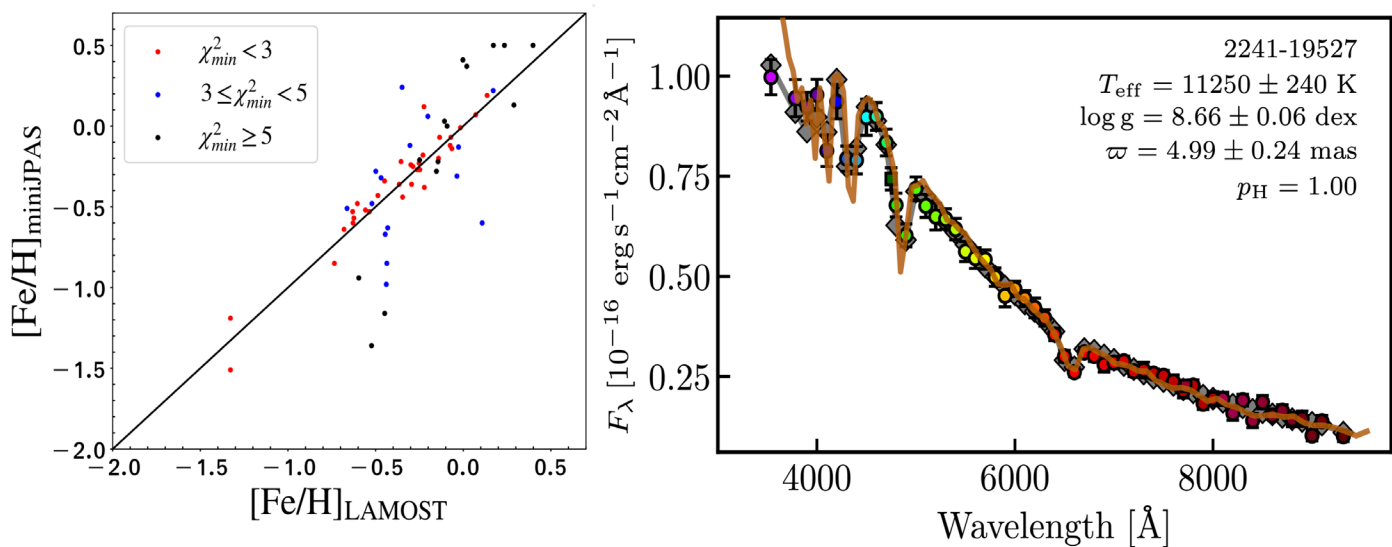 [Fe/H]miniJPAS
0.5
0.0
−0.5
−1.0
−1.5
−2.0
χ²min < 3
3 ≤ χ²min < 5
χ²min ≥ 5
−2.0 −1.5 −1.0 −0.5 0.0 0.5
[Fe/H]LAMOST
Fλ [10⁻¹⁶ erg s⁻¹cm⁻²Å⁻¹]
1.00
0.75
0.50
0.25
2241-19527
Teff = 11250 ± 240 K
log g = 8.66 ± 0.06 dex
ϖ = 4.99 ± 0.24 mas
pH = 1.00
4000 6000 8000
Wavelength [Å]